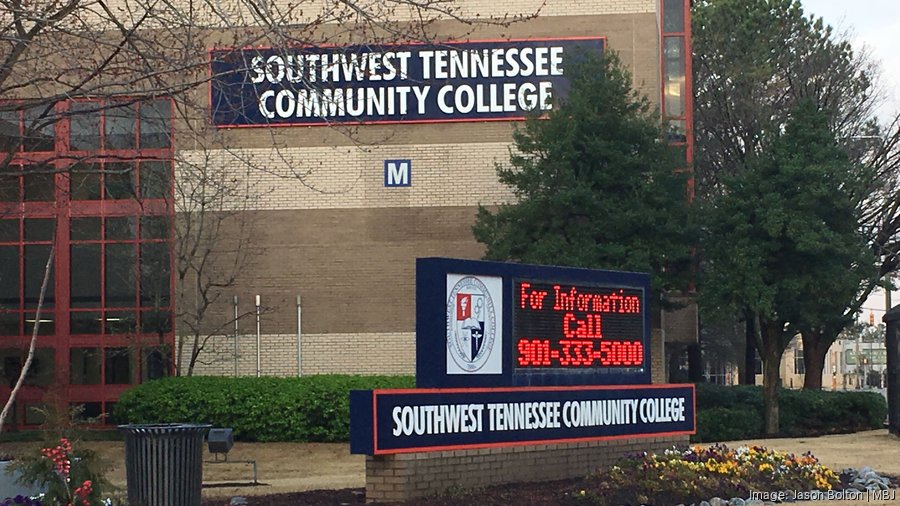 SOUTHWEST TENNESSEE
COMMUNITY COLLEGE
M
For Information
Call
901-333-5000
SOUTHWEST TENNESSEE COMMUNITY COLLEGE
Image: Jason Bolton | MBJ